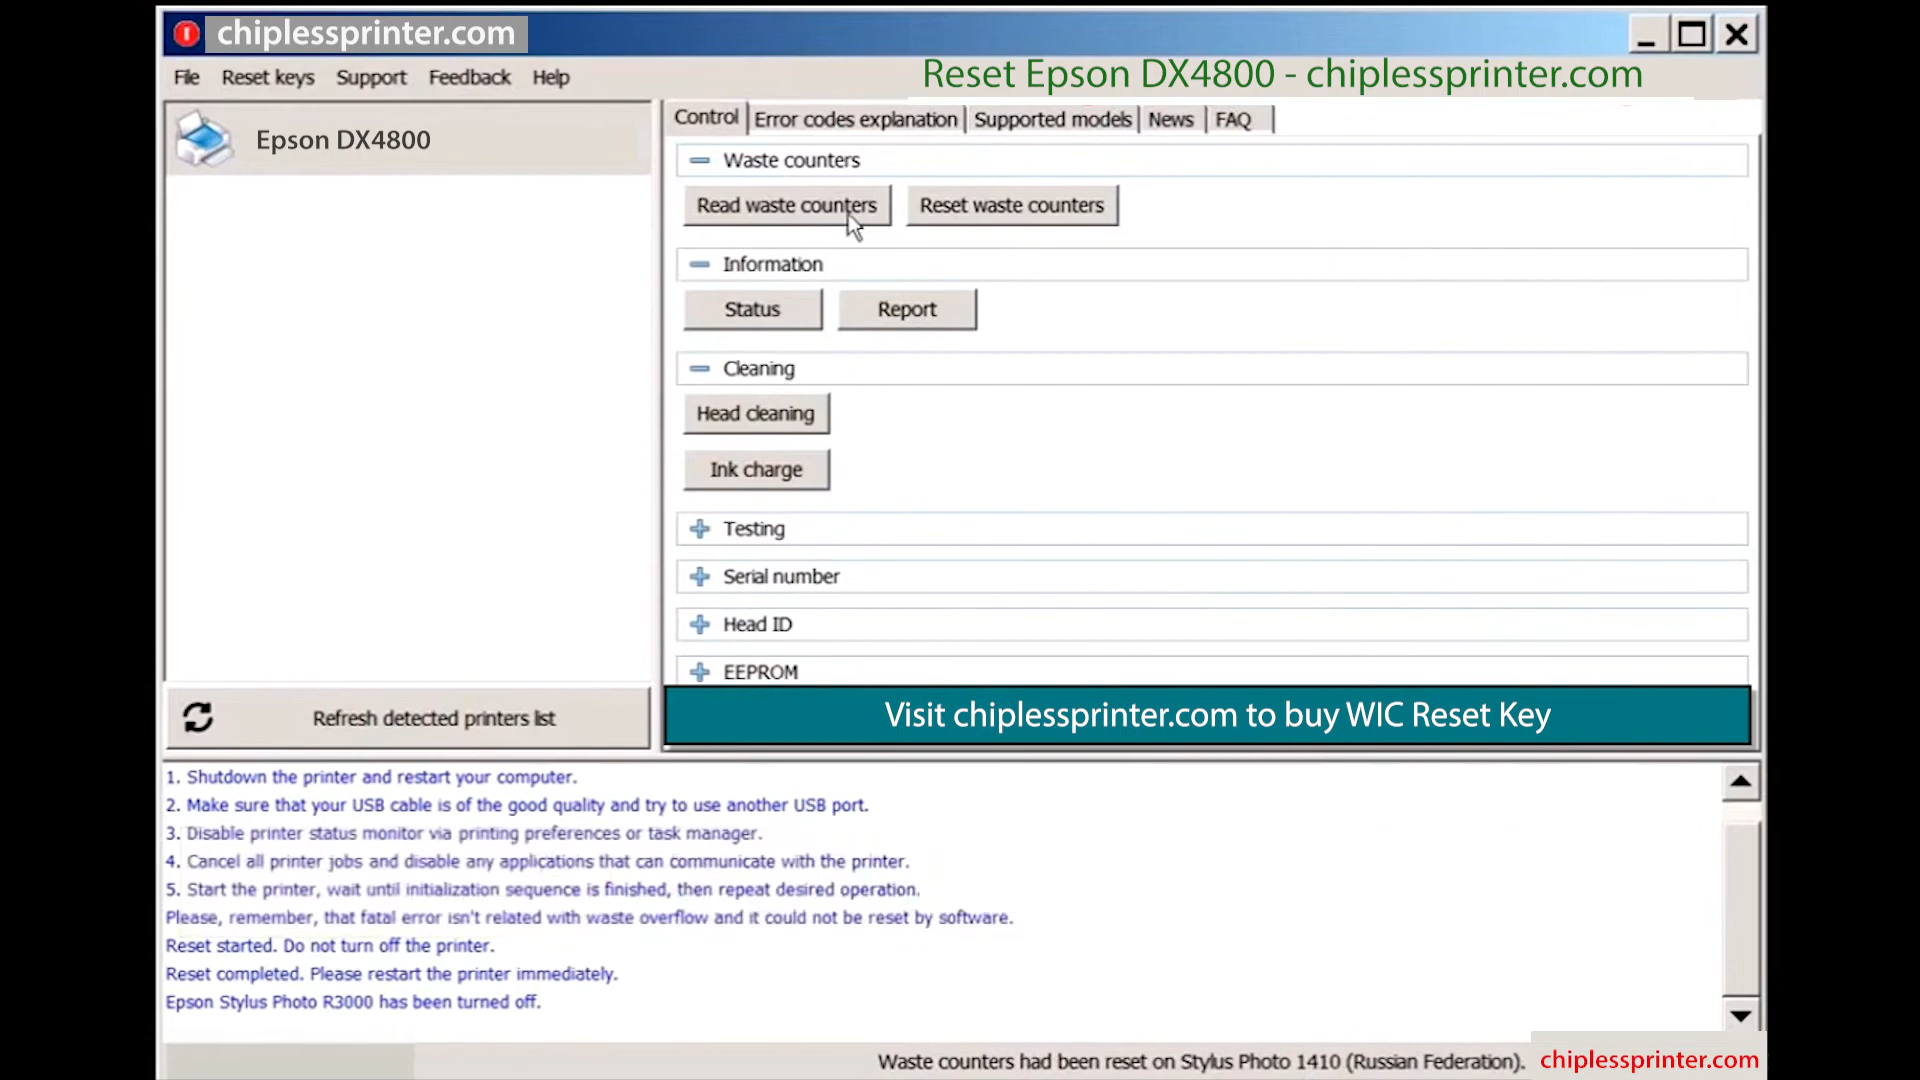 chiplessprinter.com
File Reset keys Support Feedback Help
Reset Epson DX4800 - chiplessprinter.com
Epson DX4800
Control Error codes explanation Supported models News FAQ
Waste counters
Read waste counters Reset waste counters
Information
Status Report
Cleaning
Head cleaning
Ink charge
Testing
Serial number
Head ID
EEPROM
Refresh detected printers list
Visit chiplessprinter.com to buy WIC Reset Key
1. Shutdown the printer and restart your computer.
2. Make sure that your USB cable is of the good quality and try to use another USB port.
3. Disable printer status monitor via printing preferences or task manager.
4. Cancel all printer jobs and disable any applications that can communicate with the printer.
5. Start the printer, wait until initialization sequence is finished, then repeat desired operation.
Please, remember, that fatal error isn't related with waste overflow and it could not be reset by software.
Reset started. Do not turn off the printer.
Reset completed. Please restart the printer immediately.
Epson Stylus Photo R3000 has been turned off.
Waste counters had been reset on Stylus Photo 1410 (Russian Federation).
chiplessprinter.com